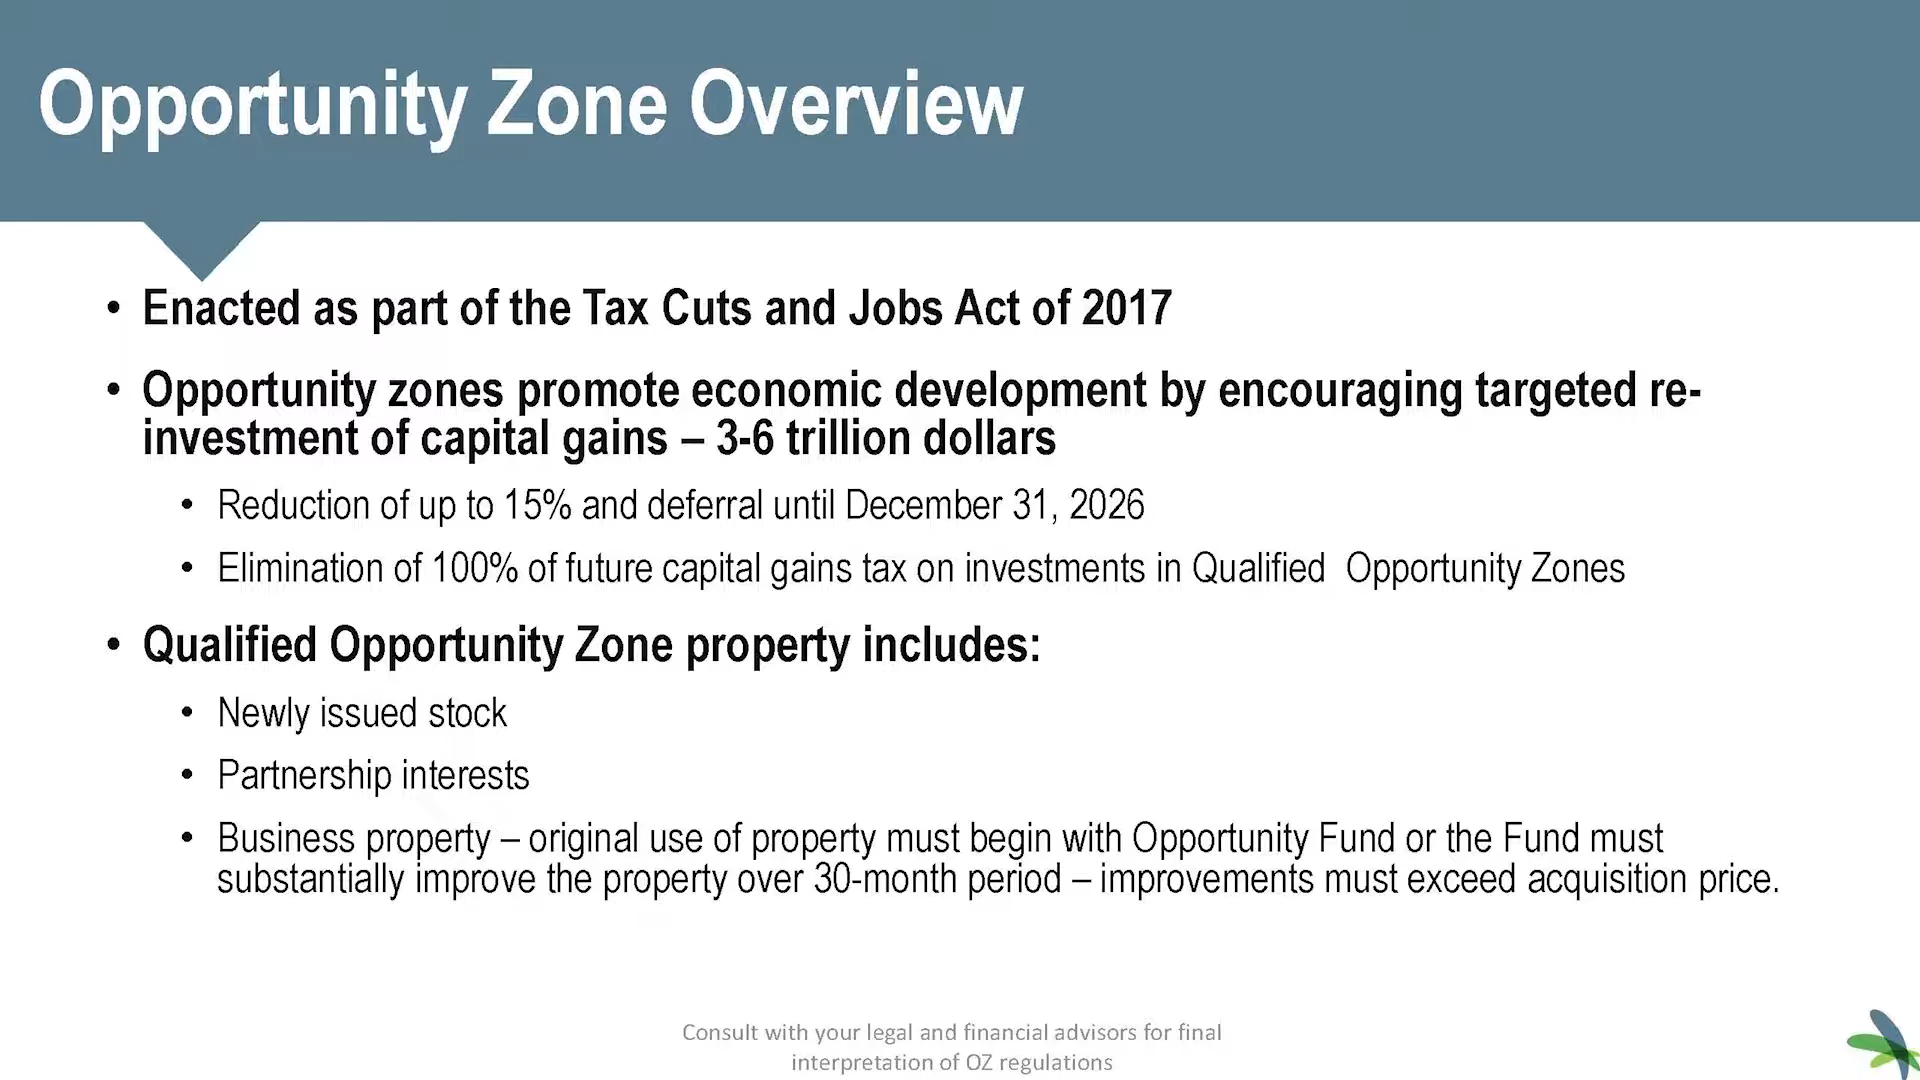 Opportunity Zone Overview
• Enacted as part of the Tax Cuts and Jobs Act of 2017
• Opportunity zones promote economic development by encouraging targeted re-
investment of capital gains – 3-6 trillion dollars
• Reduction of up to 15% and deferral until December 31, 2026
• Elimination of 100% of future capital gains tax on investments in Qualified  Opportunity Zones
• Qualified Opportunity Zone property includes:
• Newly issued stock
• Partnership interests
• Business property – original use of property must begin with Opportunity Fund or the Fund must
substantially improve the property over 30-month period – improvements must exceed acquisition price.
Consult with your legal and financial advisors for final
interpretation of OZ regulations